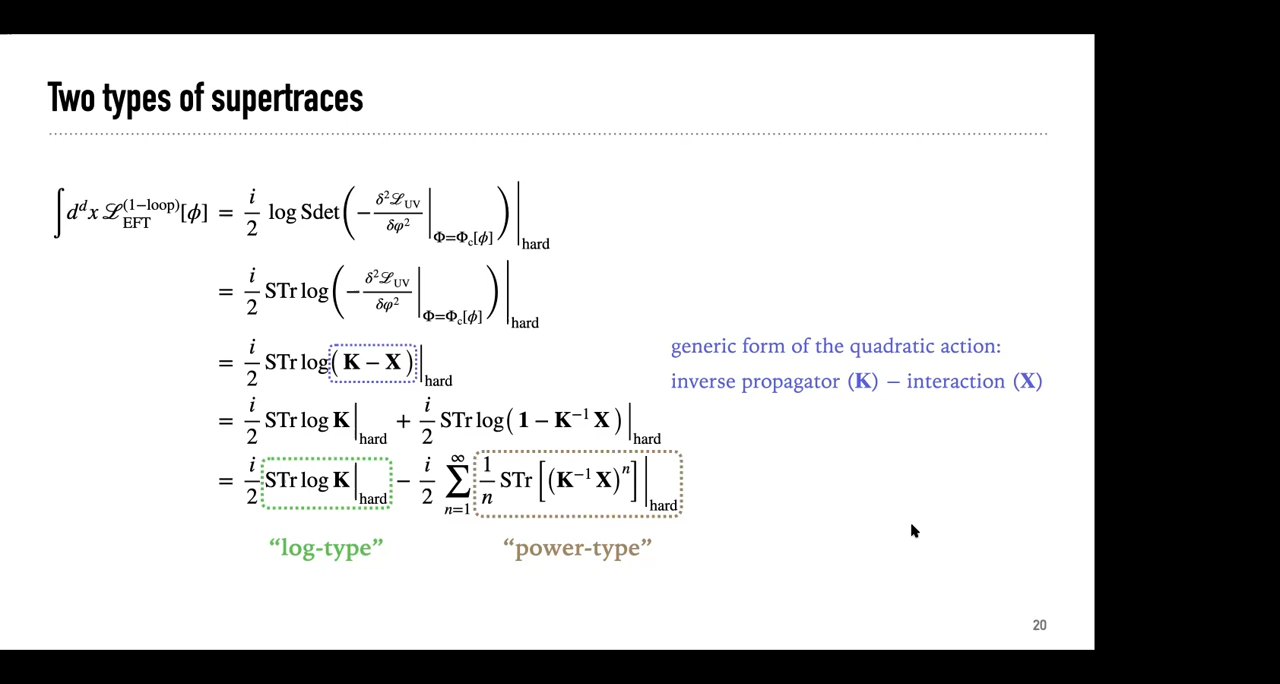 Two types of supertraces
∫ dᵈx ℒ_EFT^(1-loop)[ϕ] = i/2 log Sdet( − δ²ℒ_UV/δφ² |_Φ=Φ_c[ϕ] ) |_hard
= i/2 STr log( − δ²ℒ_UV/δφ² |_Φ=Φ_c[ϕ] ) |_hard
= i/2 STr log( K − X ) |_hard
generic form of the quadratic action:
inverse propagator (K) − interaction (X)
= i/2 STr log K |_hard + i/2 STr log( 1 − K⁻¹ X ) |_hard
= i/2 STr log K |_hard − i/2 ∑_{n=1}^∞ 1/n STr [ (K⁻¹ X)ⁿ ] |_hard
“log-type” “power-type”
20